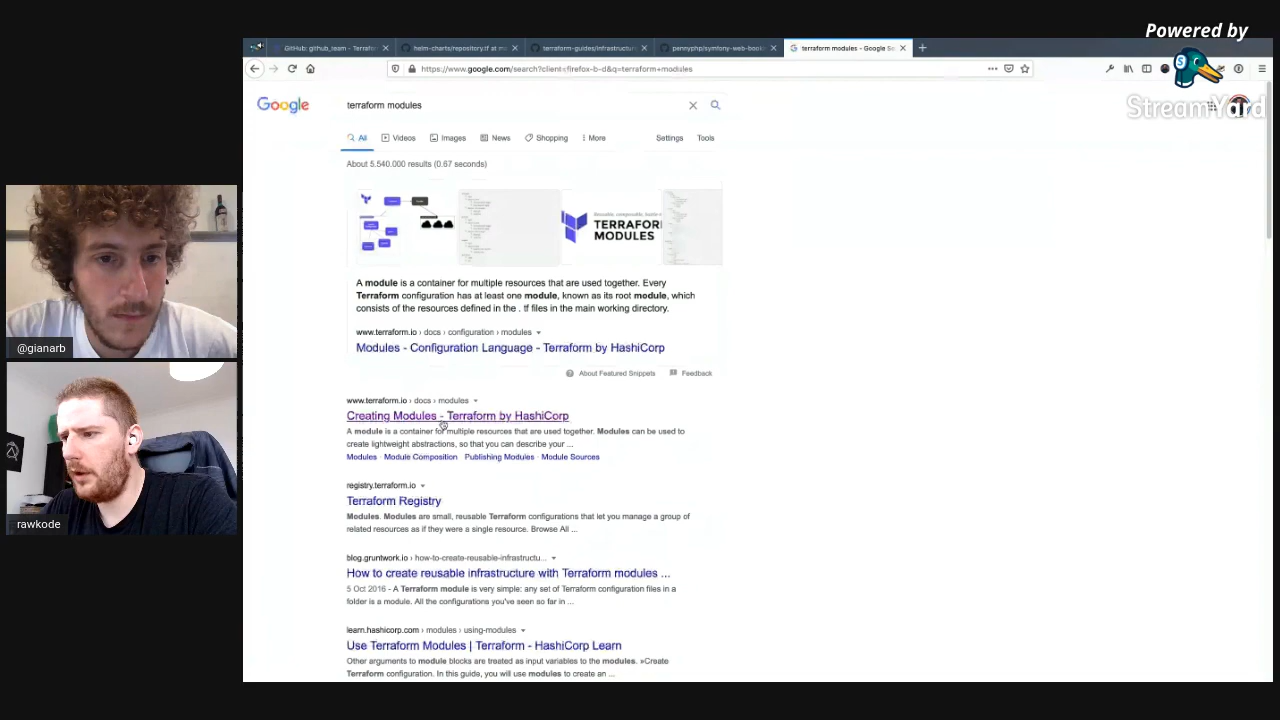 Powered by
StreamYard
GitHub: github_team - Terrafor
helm-charts/repository.tf at m
terraform-guides/infrastructure
pennyphp/symfony-web-book
terraform modules - Google Se
https://www.google.com/search?client=firefox-b-d&q=terraform+modules
Google
terraform modules
All
Videos
Images
News
Shopping
More
Settings
Tools
About 5.540.000 results (0.67 seconds)
TERRAFORM
MODULES
A module is a container for multiple resources that are used together. Every
Terraform configuration has at least one module, known as its root module, which
consists of the resources defined in the . tf files in the main working directory.
www.terraform.io › docs › configuration › modules
Modules - Configuration Language - Terraform by HashiCorp
About Featured Snippets
Feedback
www.terraform.io › docs › modules
Creating Modules - Terraform by HashiCorp
A module is a container for multiple resources that are used together. Modules can be used to
create lightweight abstractions, so that you can describe your ...
Modules · Module Composition · Publishing Modules · Module Sources
registry.terraform.io
Terraform Registry
Modules. Modules are small, reusable Terraform configurations that let you manage a group of
related resources as if they were a single resource. Browse All ...
blog.gruntwork.io › how-to-create-reusable-infrastructu...
How to create reusable infrastructure with Terraform modules ...
5 Oct 2016 - A Terraform module is very simple: any set of Terraform configuration files in a
folder is a module. All the configurations you've seen so far in ...
learn.hashicorp.com › modules › using-modules
Use Terraform Modules | Terraform - HashiCorp Learn
Other arguments to module blocks are treated as input variables to the modules. »Create
Terraform configuration. In this guide, you will use modules to create an ...
@gianarb
rawkode